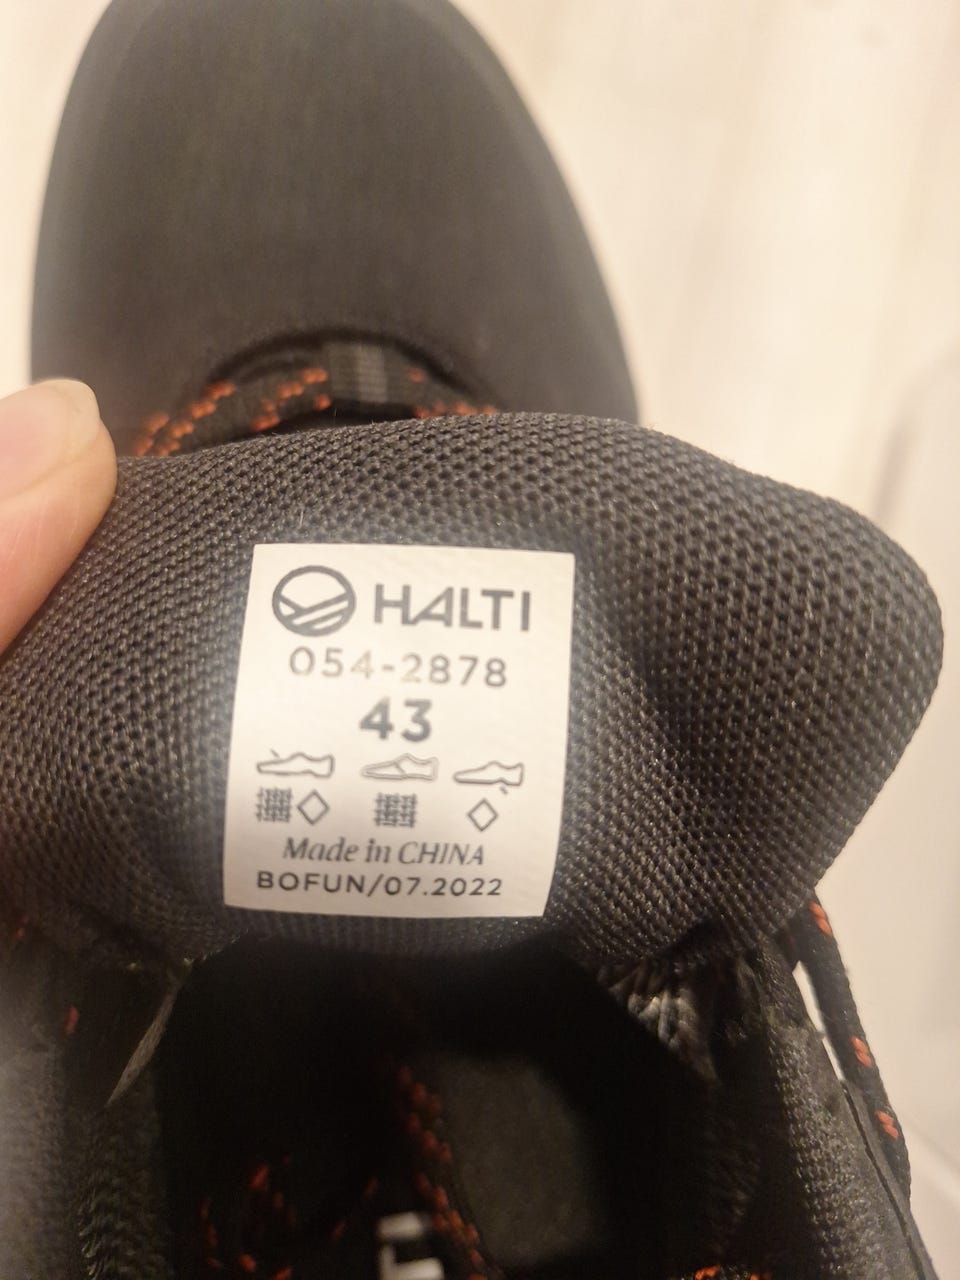 HALTI
054-2878
43
Made in CHINA
BOFUN/07.2022